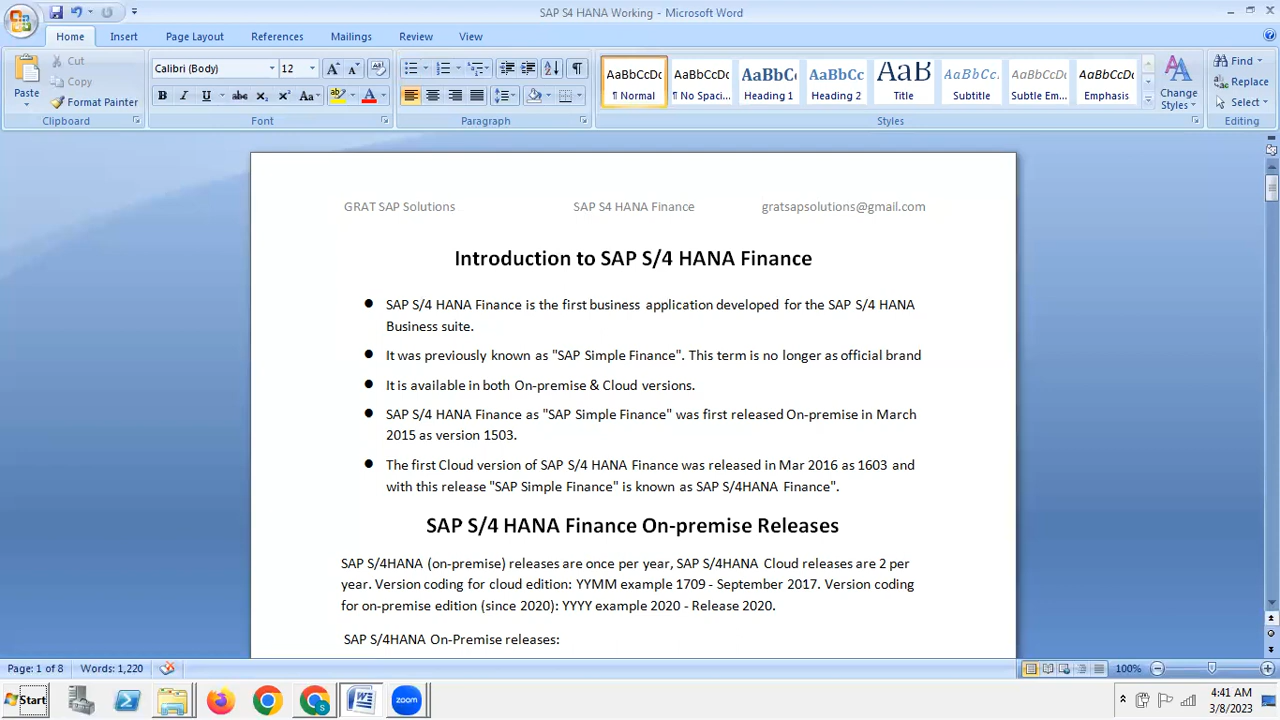 SAP S4 HANA Working - Microsoft Word
Home Insert Page Layout References Mailings Review View
Paste
Cut
Copy
Format Painter
Clipboard
Calibri (Body) 12
Font
Paragraph
AaBbCcDc AaBbCcDc AaBbC AaBbCc AaB AaBbCc. AaBbCcDc AaBbCcDc
¶ Normal ¶ No Spaci... Heading 1 Heading 2 Title Subtitle Subtle Em... Emphasis
Change Styles
Styles
Find
Replace
Select
Editing
GRAT SAP Solutions SAP S4 HANA Finance gratsapsolutions@gmail.com
Introduction to SAP S/4 HANA Finance
● SAP S/4 HANA Finance is the first business application developed for the SAP S/4 HANA
Business suite.
● It was previously known as "SAP Simple Finance". This term is no longer as official brand
● It is available in both On-premise & Cloud versions.
● SAP S/4 HANA Finance as "SAP Simple Finance" was first released On-premise in March
2015 as version 1503.
● The first Cloud version of SAP S/4 HANA Finance was released in Mar 2016 as 1603 and
with this release "SAP Simple Finance" is known as SAP S/4HANA Finance".
SAP S/4 HANA Finance On-premise Releases
SAP S/4HANA (on-premise) releases are once per year, SAP S/4HANA Cloud releases are 2 per
year. Version coding for cloud edition: YYMM example 1709 - September 2017. Version coding
for on-premise edition (since 2020): YYYY example 2020 - Release 2020.
SAP S/4HANA On-Premise releases:
Page: 1 of 8 Words: 1,220 100%
Start zoom 4:41 AM
3/8/2023